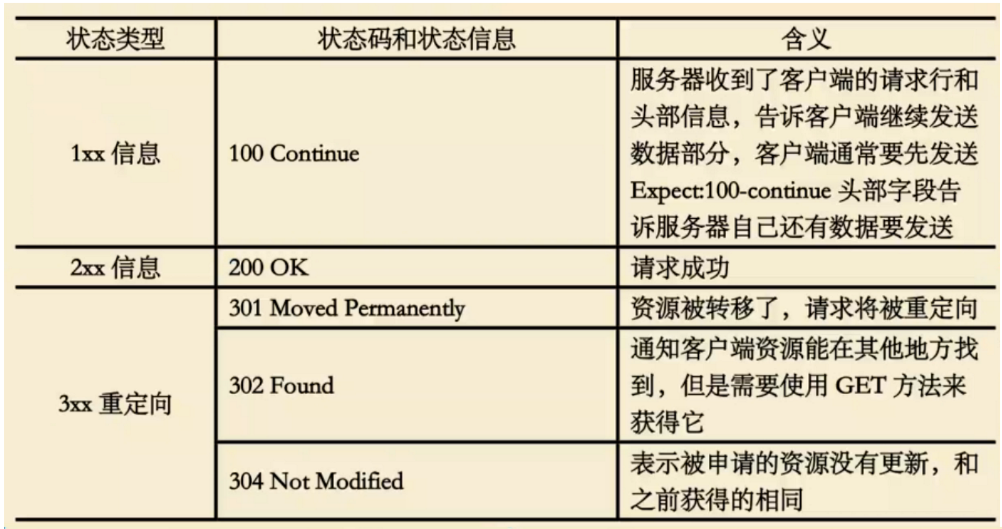 状态类型 状态码和状态信息 含义
服务器收到了客户端的请求行和
头部信息，告诉客户端继续发送
1xx 信息 100 Continue 数据部分，客户端通常要先发送
Expect:100-continue 头部字段告
诉服务器自己还有数据要发送
2xx 信息 200 OK 请求成功
301 Moved Permanently 资源被转移了，请求将被重定向
通知客户端资源能在其他地方找
3xx 重定向 302 Found 到，但是需要使用 GET 方法来
获得它
304 Not Modified 表示被申请的资源没有更新，和
之前获得的相同